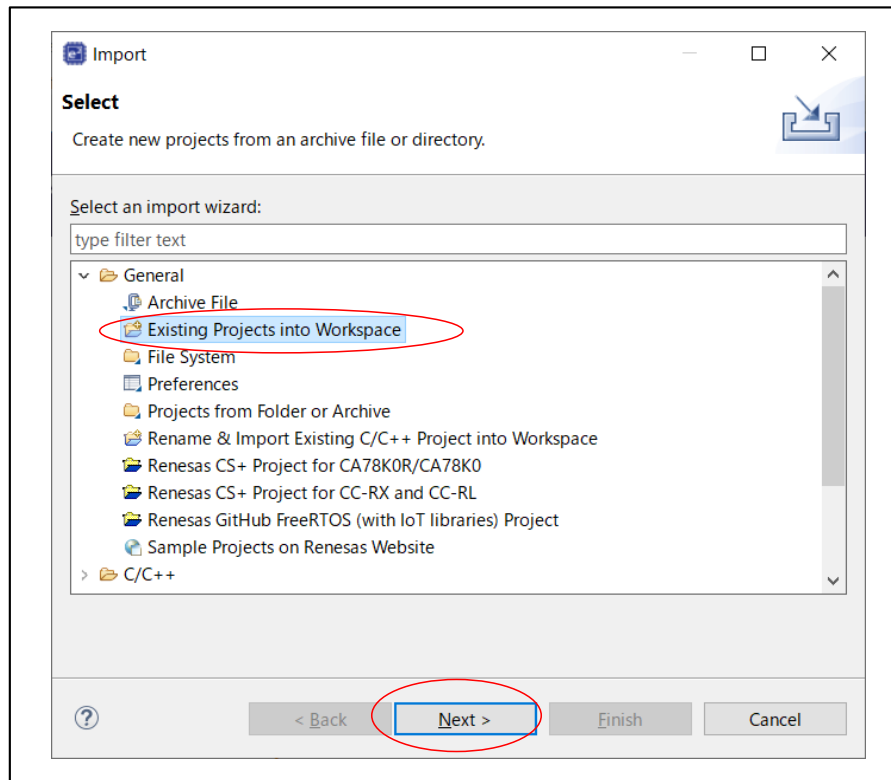 Import
Select
Create new projects from an archive file or directory.
Select an import wizard:
type filter text
General
Archive File
Existing Projects into Workspace
File System
Preferences
Projects from Folder or Archive
Rename & Import Existing C/C++ Project into Workspace
Renesas CS+ Project for CA78K0R/CA78K0
Renesas CS+ Project for CC-RX and CC-RL
Renesas GitHub FreeRTOS (with IoT libraries) Project
Sample Projects on Renesas Website
C/C++
? < Back Next > Finish Cancel